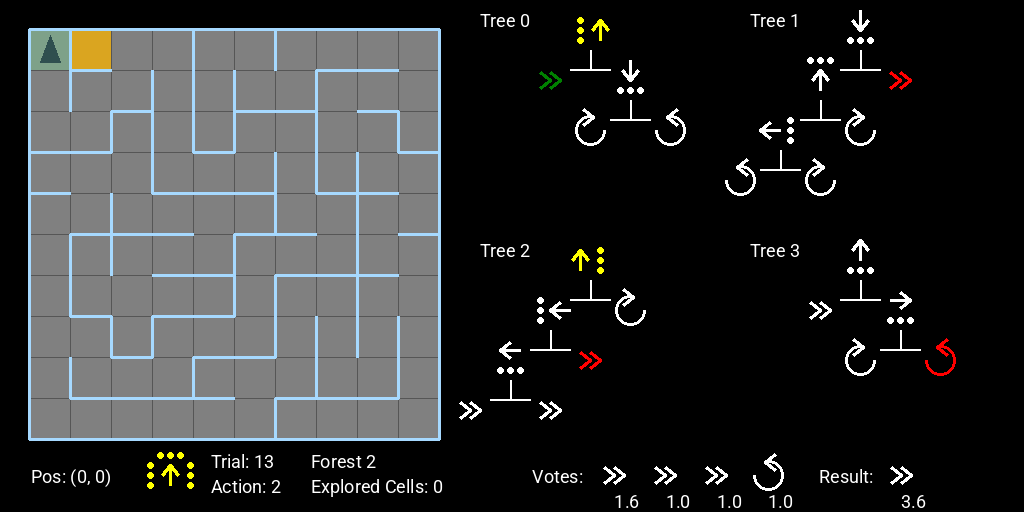 Tree 0
Tree 1
Tree 2
Tree 3
Pos: (0, 0)
Trial: 13
Forest 2
Action: 2
Explored Cells: 0
Votes:
1.6
1.0
1.0
1.0
Result:
3.6